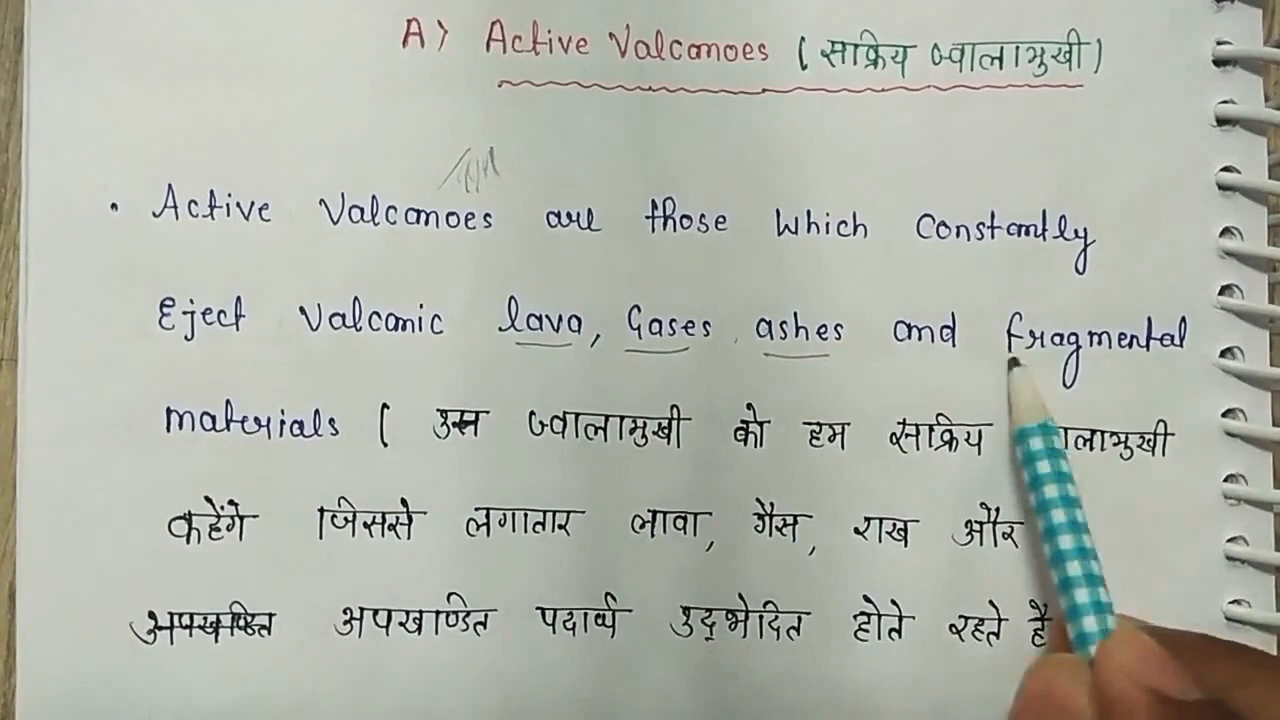 A) Active Valcanoes (सक्रिय ज्वालामुखी)
• Active Valcanoes are those which constantly
Eject Valcanic lava, Gases, ashes and fragmental
materials ( उस ज्वालामुखी को हम सक्रिय ालामुखी
कहेंगे जिससे लगातार लावा, गैस, राख और
अपखण्डित अपखण्डित पदार्थ उद्भेदित होते रहते है